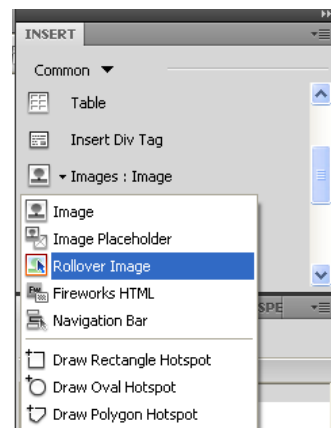 INSERT
Common
Table
Insert Div Tag
Images : Image
Image
Image Placeholder
Rollover Image
Fireworks HTML
Navigation Bar
SPE
Draw Rectangle Hotspot
Draw Oval Hotspot
Draw Polygon Hotspot